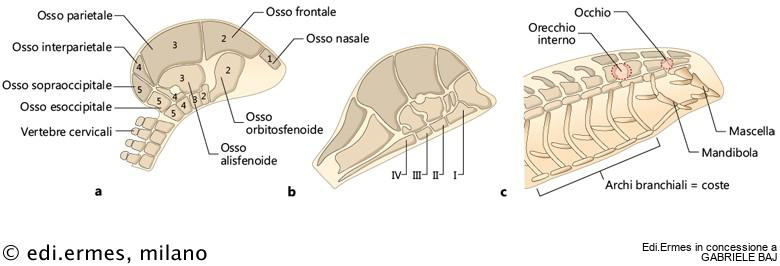 Osso parietale
Osso interparietale
Osso sopraoccipitale
Osso esoccipitale
Vertebre cervicali
Osso frontale
Osso nasale
Osso
orbitosfenoide
Osso
alisfenoide
3
2
1
4
5
3
2
4
5
4
3
2
5
a
IV
III
II
I
b
Orecchio
interno
Occhio
Mascella
Mandibola
Archi branchiali = coste
c
© edi.ermes, milano
Edi.Ermes in concessione a
GABRIELE BAJ